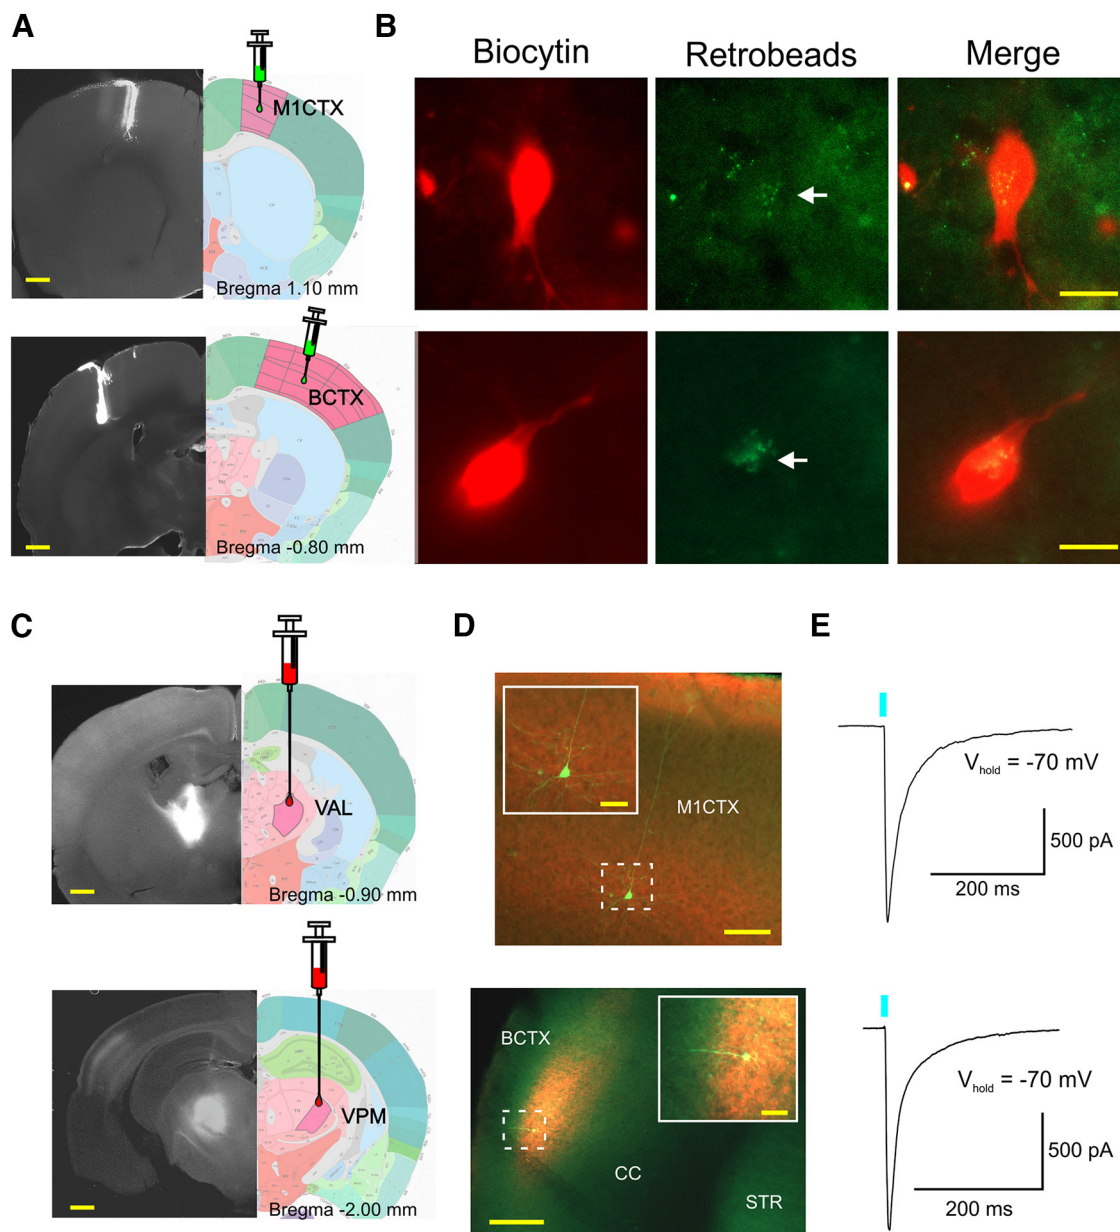 A
M1CTX
Bregma 1.10 mm
BCTX
Bregma -0.80 mm
B
Biocytin Retrobeads Merge
C
VAL
Bregma -0.90 mm
VPM
Bregma -2.00 mm
D
M1CTX
BCTX
CC
STR
E
Vhold = -70 mV
500 pA
200 ms
Vhold = -70 mV
500 pA
200 ms